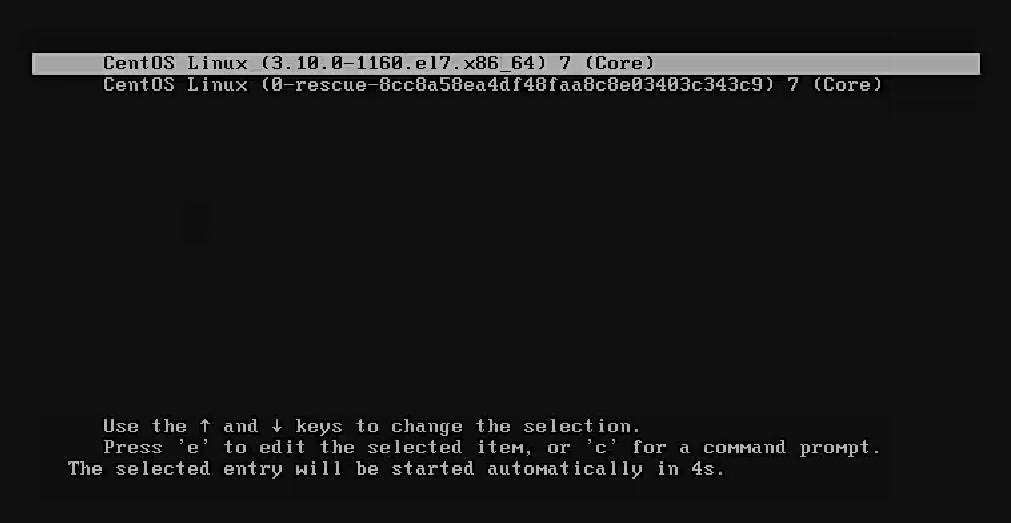 CentOS Linux (3.10.0-1160.el7.x86_64) 7 (Core)
CentOS Linux (0-rescue-8cc8a58ea4df48faa8c8e03403c343c9) 7 (Core)
Use the ↑ and ↓ keys to change the selection.
Press 'e' to edit the selected item, or 'c' for a command prompt.
The selected entry will be started automatically in 4s.